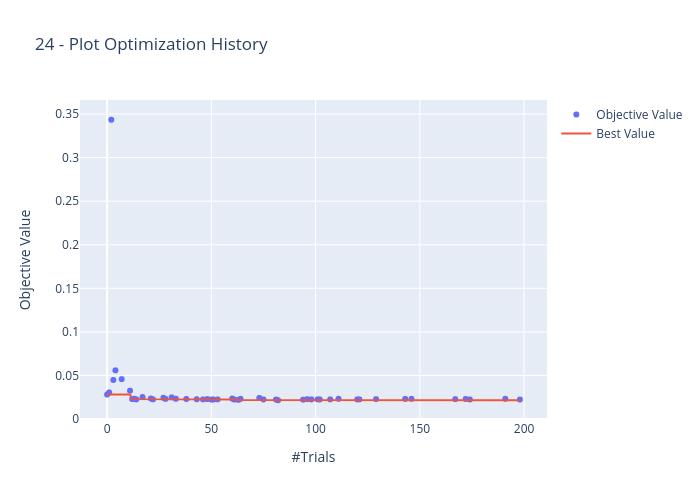 24 - Plot Optimization History
Objective Value
Best Value
0.35
0.3
0.25
0.2
0.15
0.1
0.05
0
Objective Value
0
50
100
150
200
#Trials